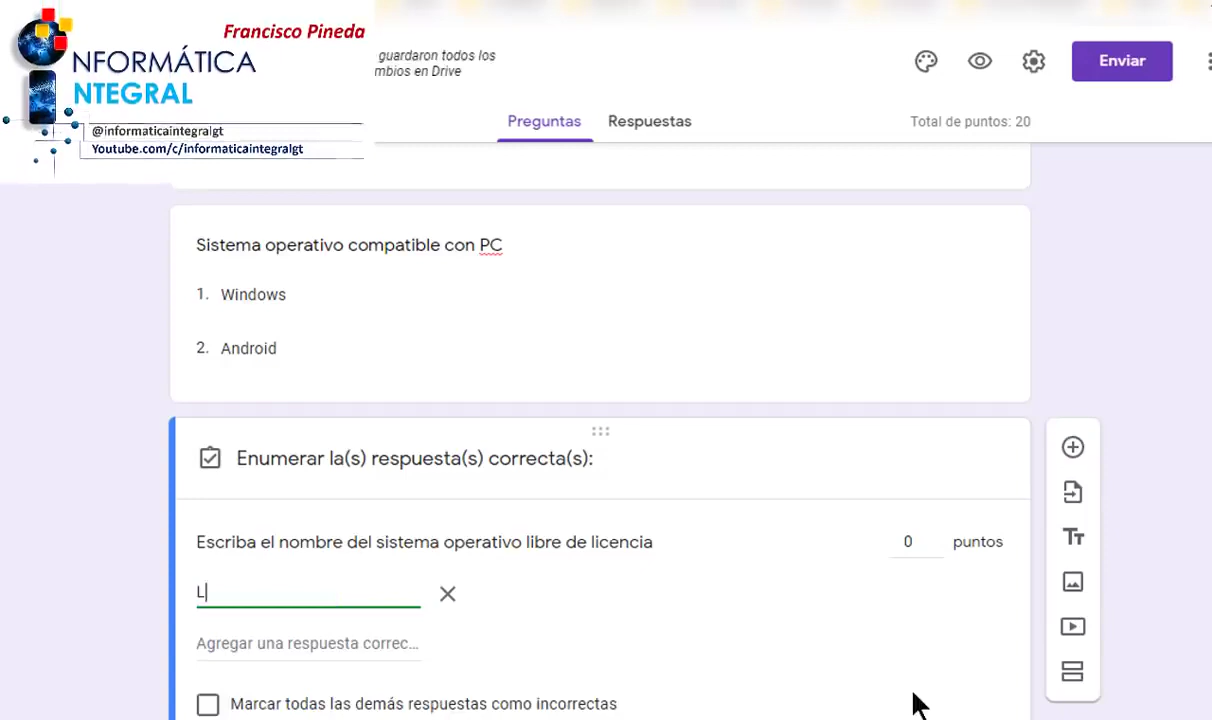 Francisco Pineda
NFORMÁTICA
NTEGRAL
@informaticaintegralgt
Youtube.com/c/informaticaintegralgt
guardaron todos los
mbios en Drive
Enviar
Preguntas
Respuestas
Total de puntos: 20
Sistema operativo compatible con PC
1. Windows
2. Android
Enumerar la(s) respuesta(s) correcta(s):
Escriba el nombre del sistema operativo libre de licencia
0 puntos
L
Agregar una respuesta correc...
Marcar todas las demás respuestas como incorrectas